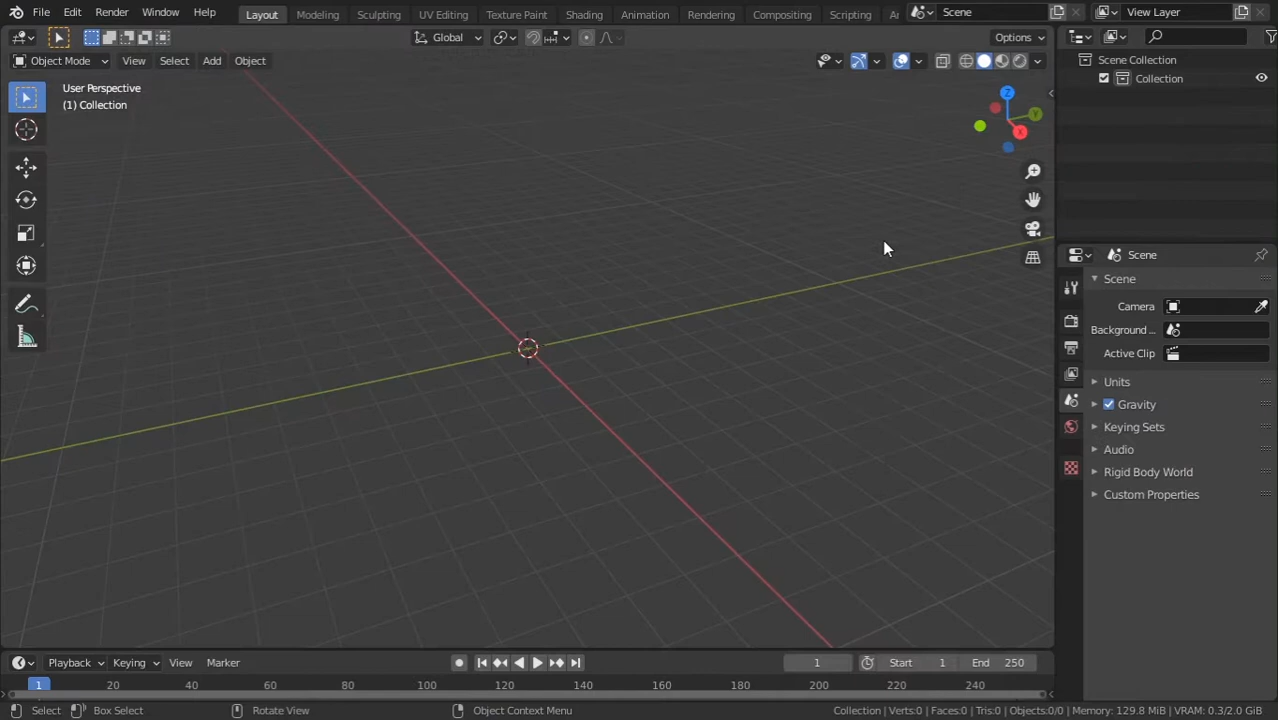 File Edit Render Window Help Layout Modeling Sculpting UV Editing Texture Paint Shading Animation Rendering Compositing Scripting Scene View Layer
Global Options
Object Mode View Select Add Object
User Perspective
(1) Collection
Z
Y
X
Scene Collection
Collection
Scene
Scene
Camera
Background ...
Active Clip
Units
Gravity
Keying Sets
Audio
Rigid Body World
Custom Properties
Playback Keying View Marker 1 Start 1 End 250
1 20 40 60 80 100 120 140 160 180 200 220 240
Select Box Select Rotate View Object Context Menu Collection | Verts:0 | Faces:0 | Tris:0 | Objects:0/0 | Memory: 129.8 MiB | VRAM: 0.3/2.0 GiB